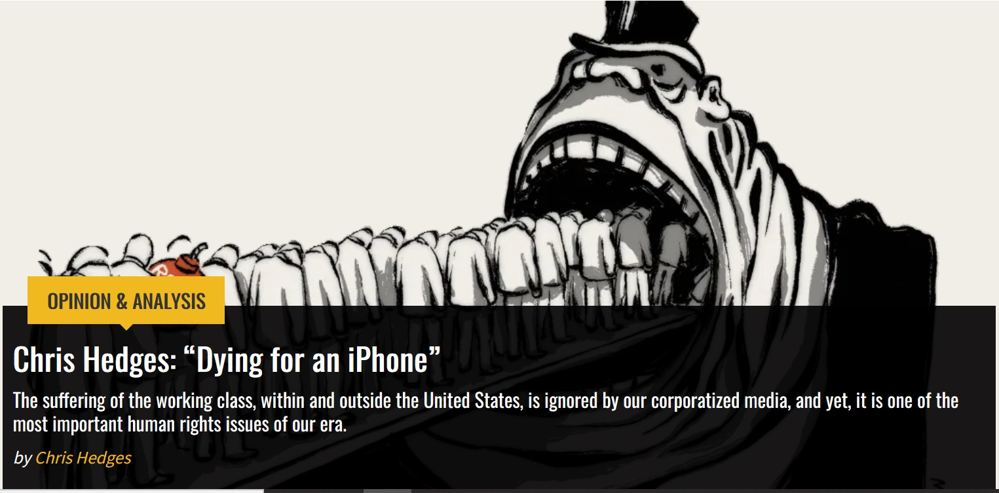 OPINION & ANALYSIS
Chris Hedges: “Dying for an iPhone”
The suffering of the working class, within and outside the United States, is ignored by our corporatized media, and yet, it is one of the
most important human rights issues of our era.
by Chris Hedges